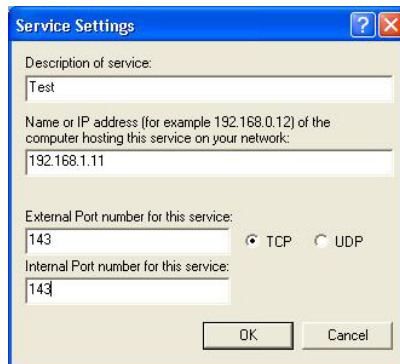 Service Settings
Description of service:
Test
Name or IP address (for example 192.168.0.12) of the
computer hosting this service on your network:
192.168.1.11
External Port number for this service:
143
TCP
UDP
Internal Port number for this service:
143
OK
Cancel